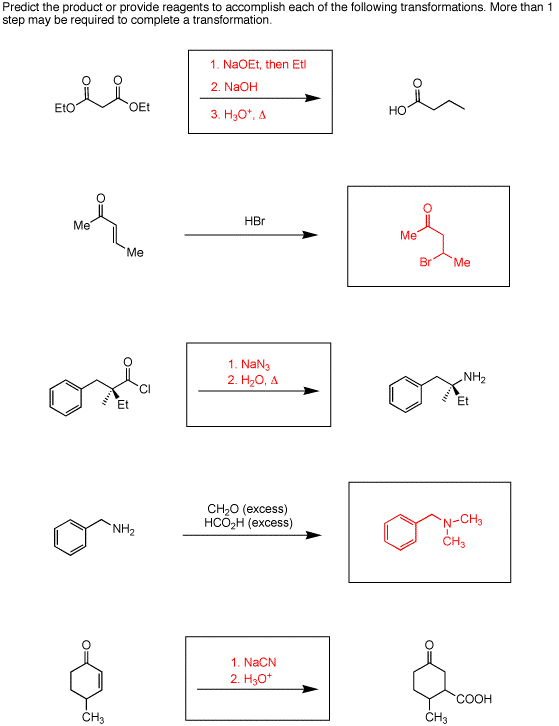 Predict the product or provide reagents to accomplish each of the following transformations. More than 1
step may be required to complete a transformation.
1. NaOEt, then EtI
2. NaOH
3. H₃O⁺, Δ
O O
EtO OEt
O
HO
HBr
O
Me
Me
O
Me
Br Me
1. NaN₃
2. H₂O, Δ
O
Cl
Et
NH₂
Et
CH₂O (excess)
HCO₂H (excess)
NH₂
N-CH₃
CH₃
1. NaCN
2. H₃O⁺
O
CH₃
O
COOH
CH₃